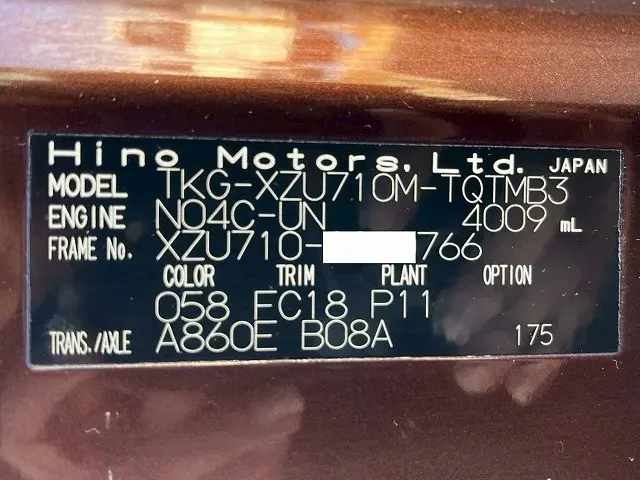 Hino Motors, Ltd. JAPAN
MODEL TKG-XZU710M-TQTMB3
ENGINE N04C-UN 4009 mL
FRAME No. XZU710- 766
COLOR TRIM PLANT OPTION
058 FC18 P11
TRANS./AXLE A860E B08A 175